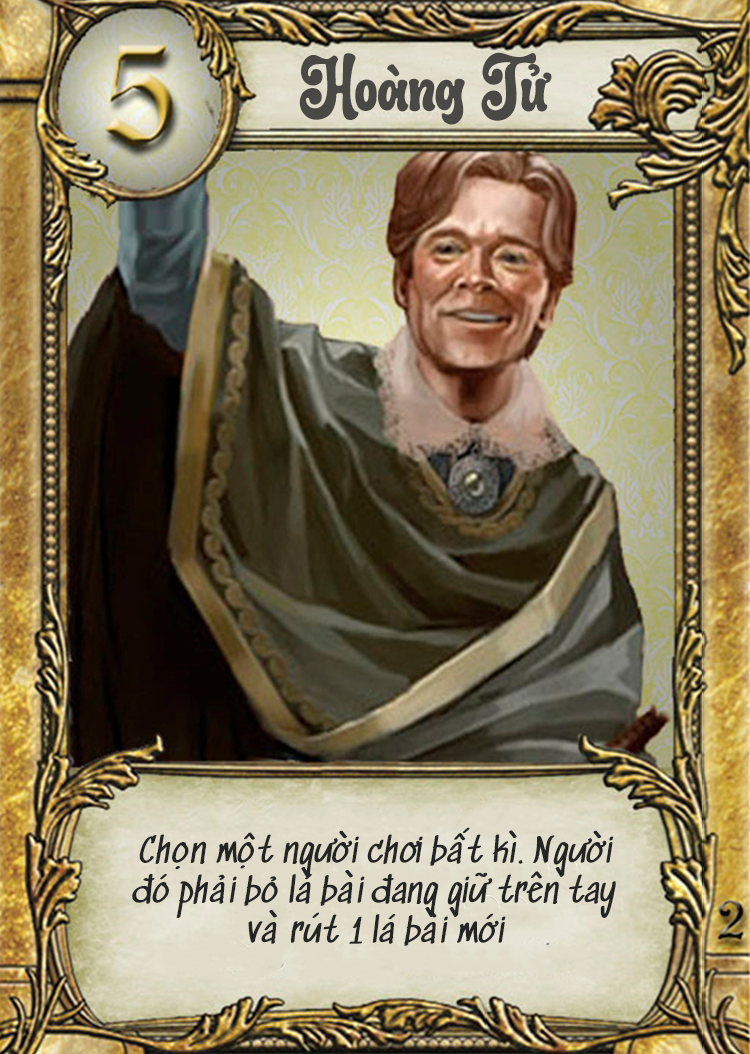 5
Hoàng Tử
Chọn một người chơi bất kì. Người
đó phải bỏ lá bài đang giữ trên tay
và rút 1 lá bài mới
2